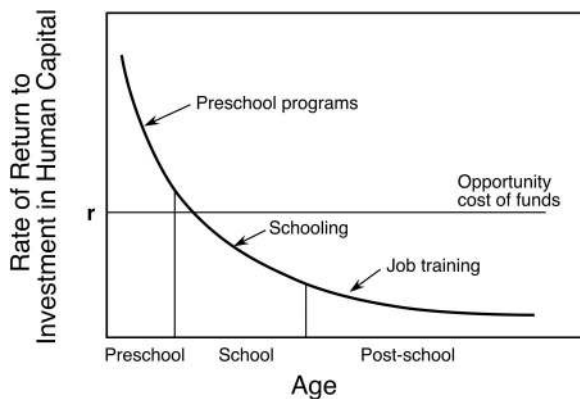 Rate of Return to
Investment in Human Capital
Preschool programs
Opportunity
cost of funds
r
Schooling
Job training
Preschool
School
Post-school
Age